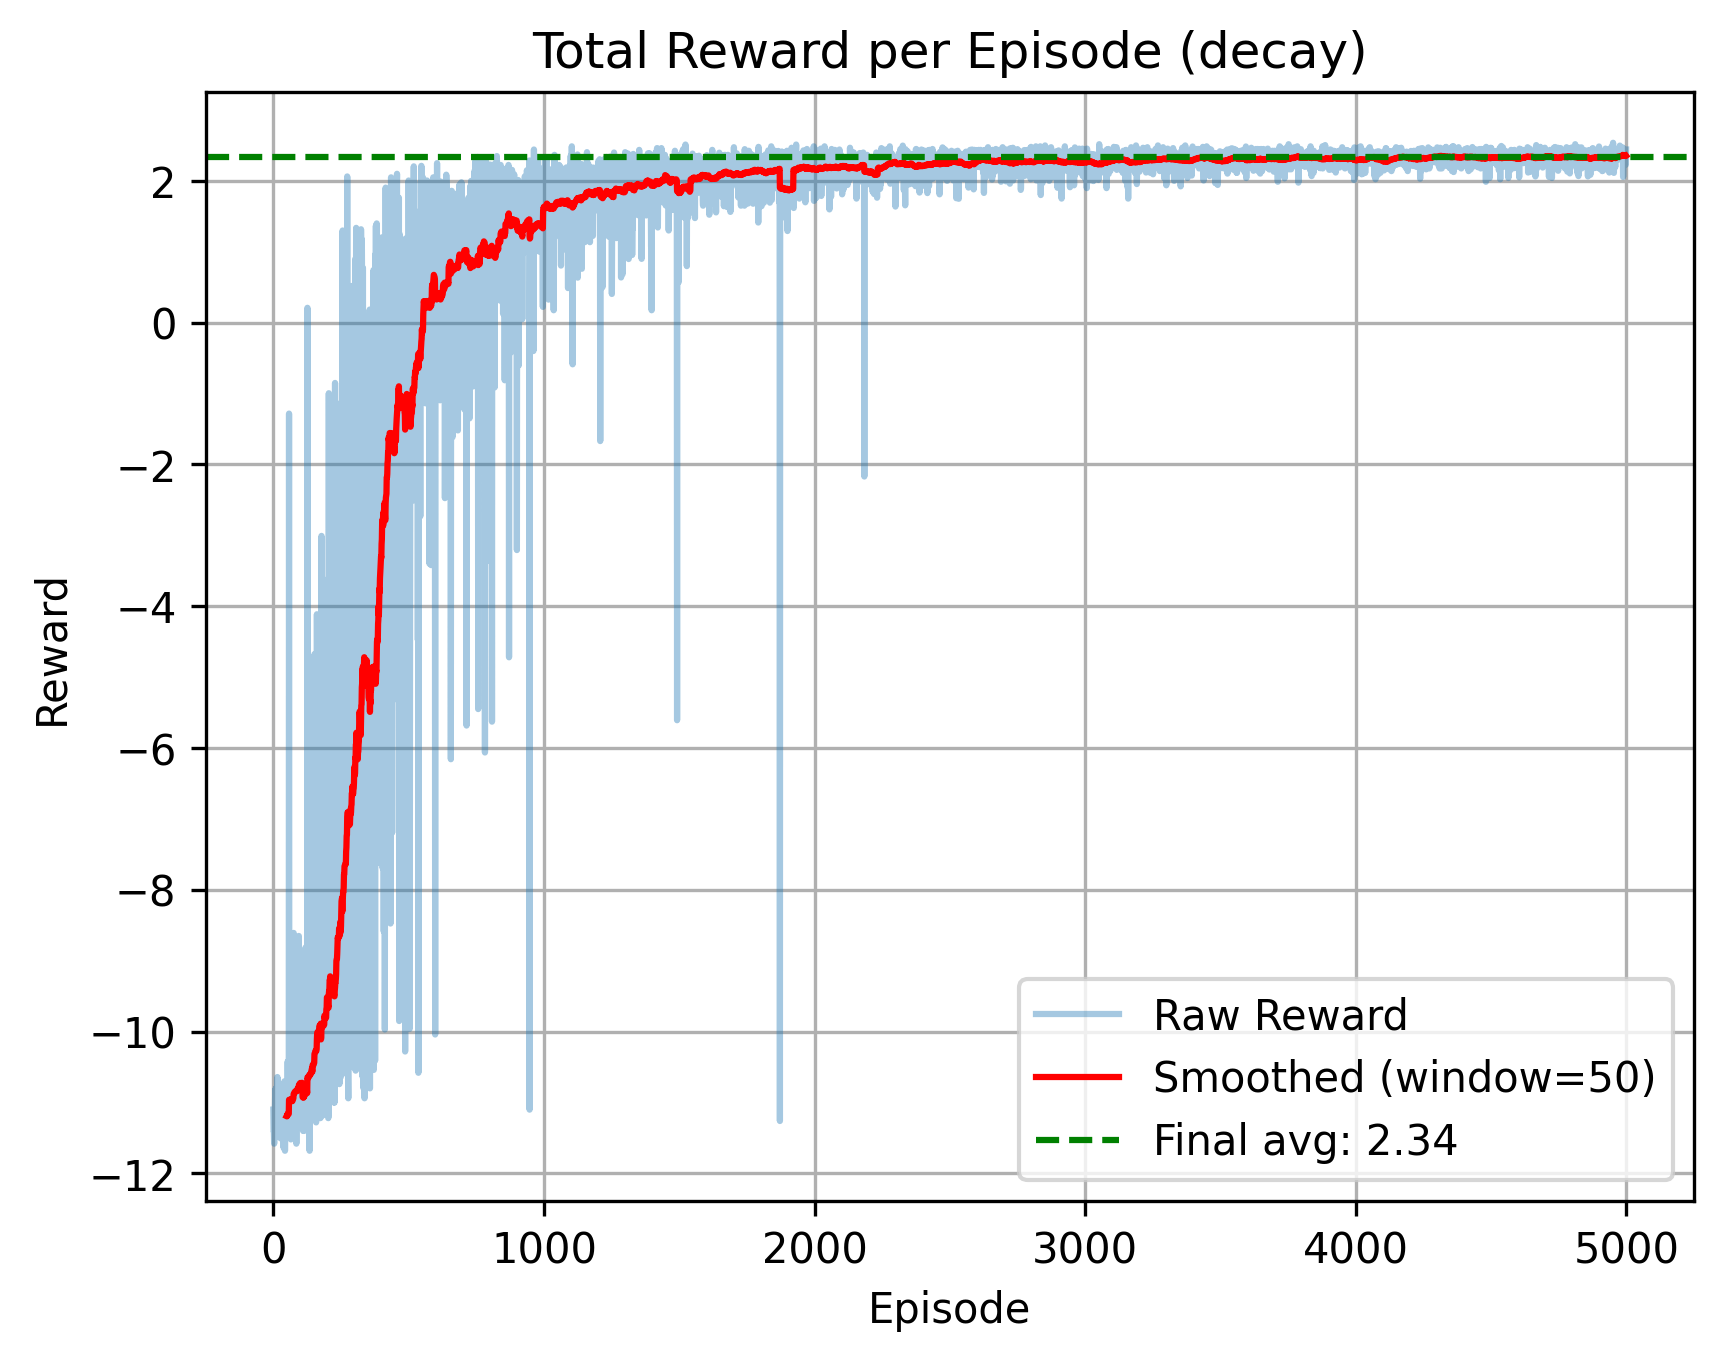 Total Reward per Episode (decay)
Reward
2
0
−2
−4
−6
−8
−10
−12
Raw Reward
Smoothed (window=50)
Final avg: 2.34
0 1000 2000 3000 4000 5000
Episode